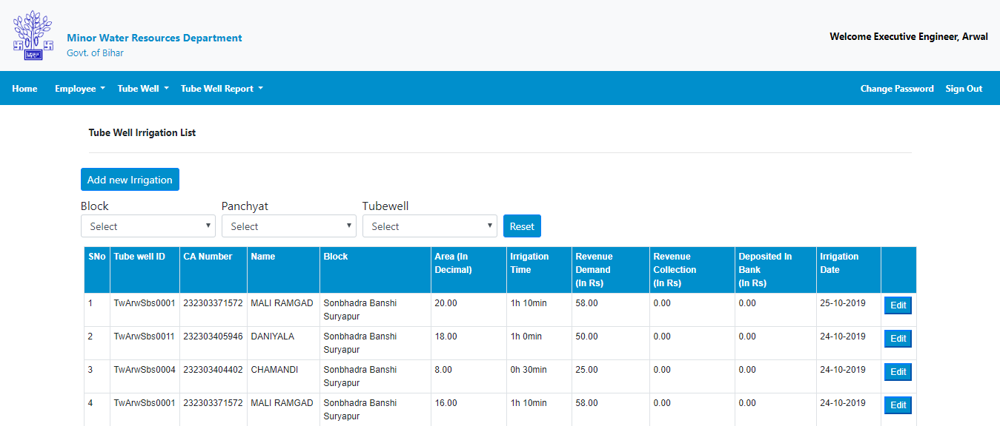 Minor Water Resources Department
Govt. of Bihar
Welcome Executive Engineer, Arwal
Home Employee Tube Well Tube Well Report Change Password Sign Out
Tube Well Irrigation List
Add new Irrigation
Block Panchyat Tubewell
Select Select Select Reset
SNo Tube well ID CA Number Name Block Area (In Irrigation Revenue Revenue Deposited In Irrigation
Decimal) Time Demand Collection Bank Date
(In Rs) (In Rs) (In Rs)
1 TwArwSbs0001 232303371572 MALI RAMGAD Sonbhadra Banshi 20.00 1h 10min 58.00 0.00 0.00 25-10-2019 Edit
Suryapur
2 TwArwSbs0011 232303405946 DANIYALA Sonbhadra Banshi 18.00 1h 0min 50.00 0.00 0.00 24-10-2019 Edit
Suryapur
3 TwArwSbs0004 232303404402 CHAMANDI Sonbhadra Banshi 8.00 0h 30min 25.00 0.00 0.00 24-10-2019 Edit
Suryapur
4 TwArwSbs0001 232303371572 MALI RAMGAD Sonbhadra Banshi 16.00 1h 10min 58.00 0.00 0.00 24-10-2019 Edit
Suryapur